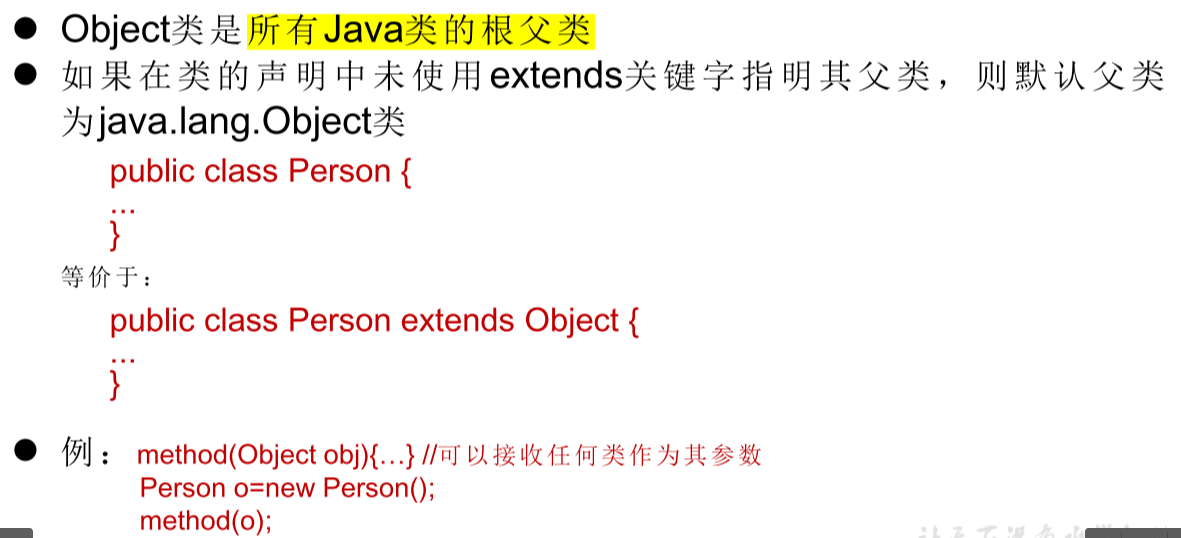 ● Object类是所有Java类的根父类
● 如果在类的声明中未使用extends关键字指明其父类，则默认父类
为java.lang.Object类
public class Person {
...
}
等价于：
public class Person extends Object {
...
}
● 例： method(Object obj){…} //可以接收任何类作为其参数
Person o=new Person();
method(o);